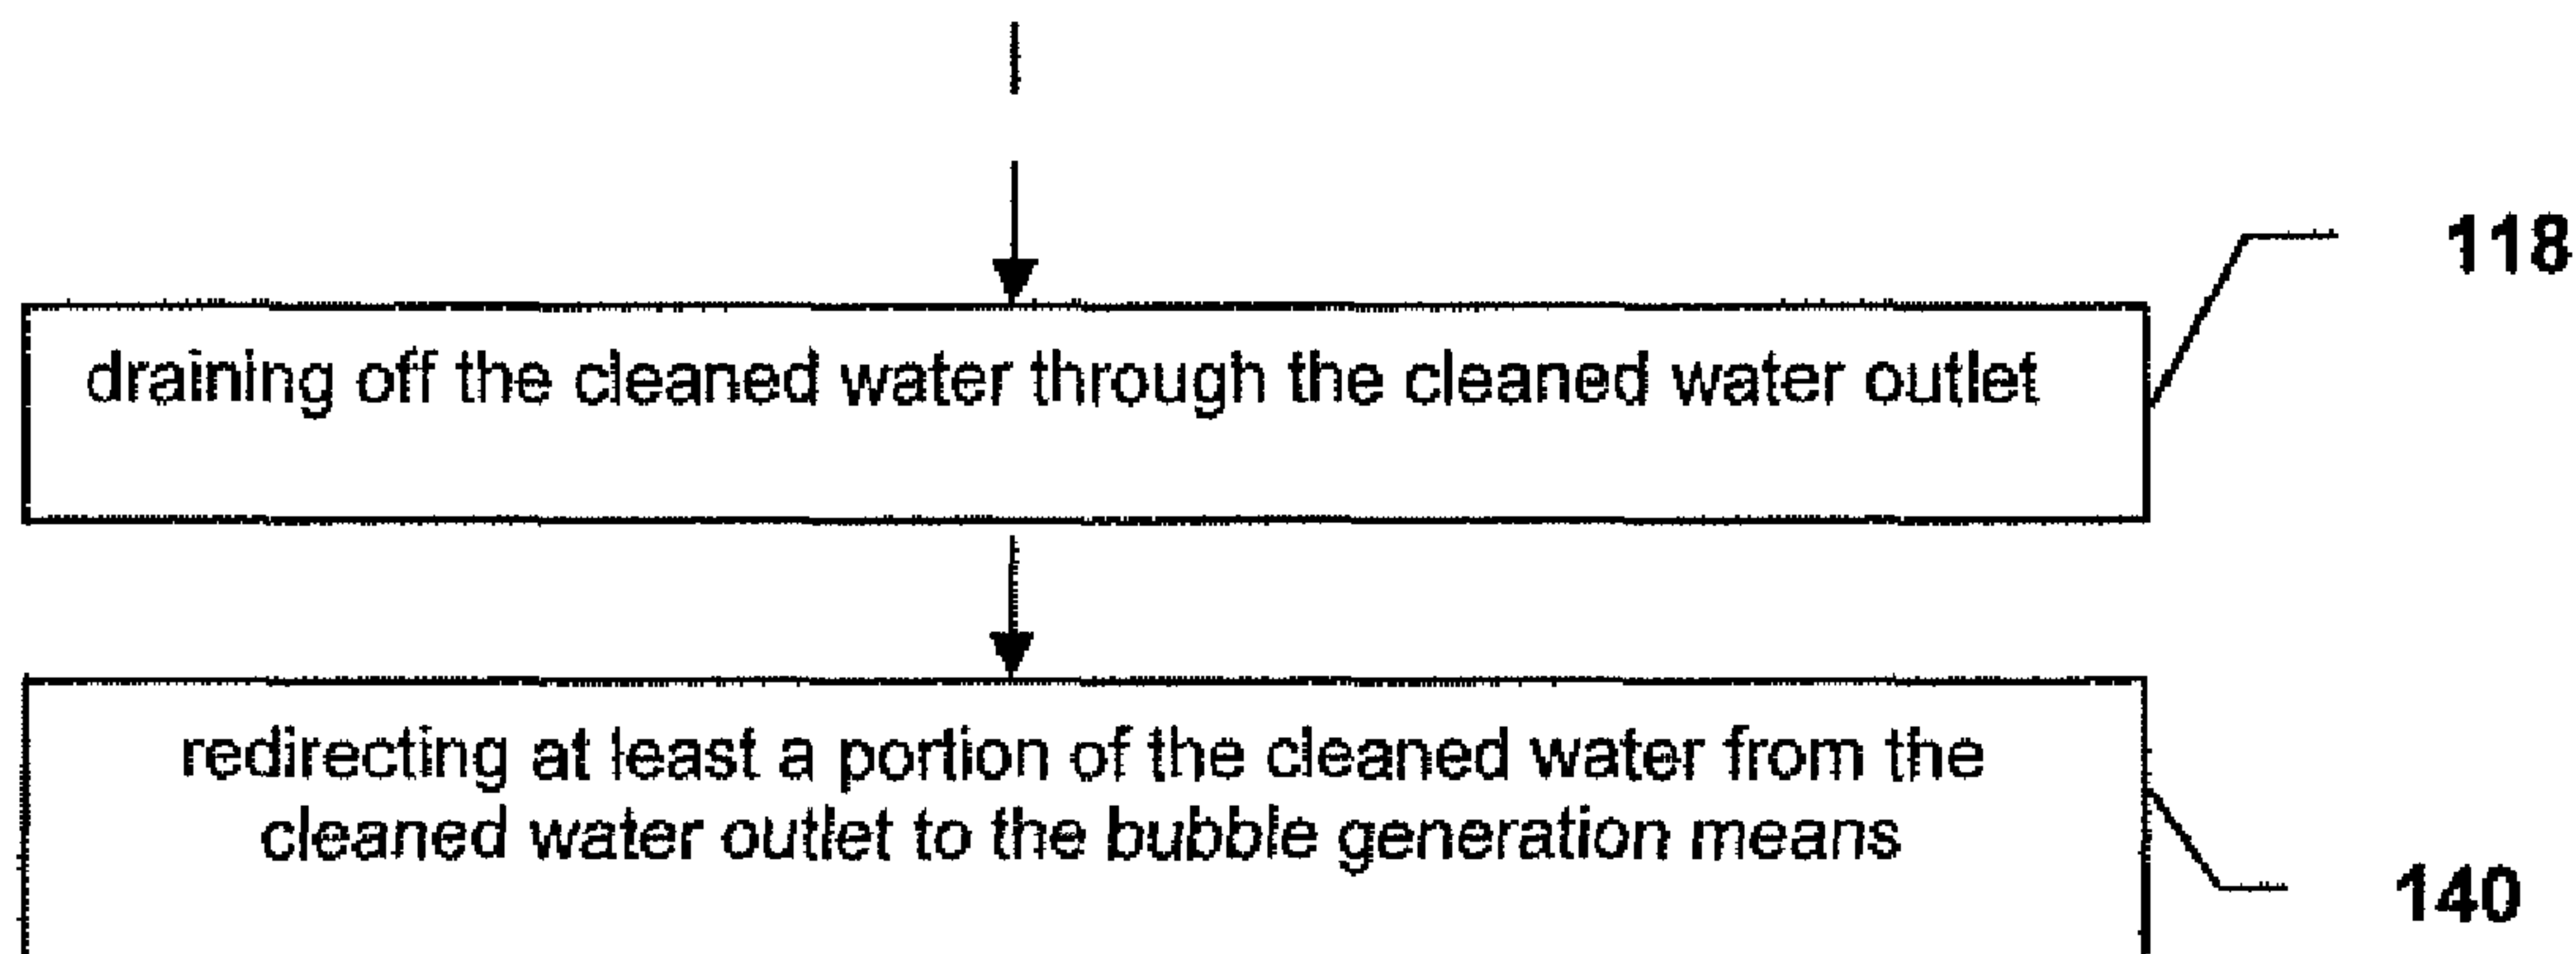 118
draining off the cleaned water through the cleaned water outlet
redirecting at least a portion of the cleaned water from the
cleaned water outlet to the bubble generation means
140